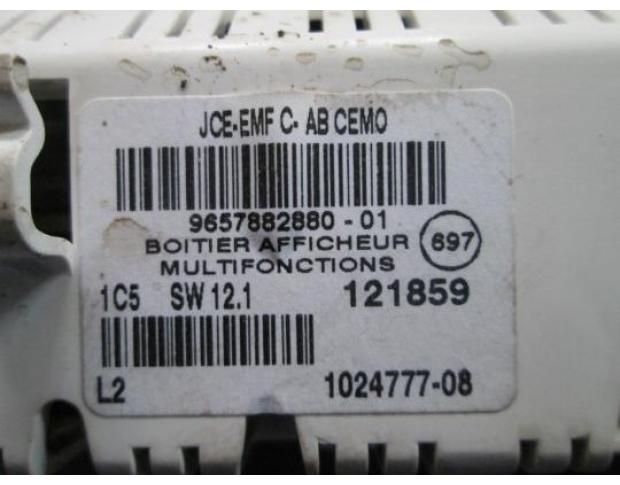 JCE-EMF C- AB CEMO
9657882880 - 01
BOITIER AFFICHEUR 697
MULTIFONCTIONS
1C5 SW 12.1 121859
L2 1024777-08